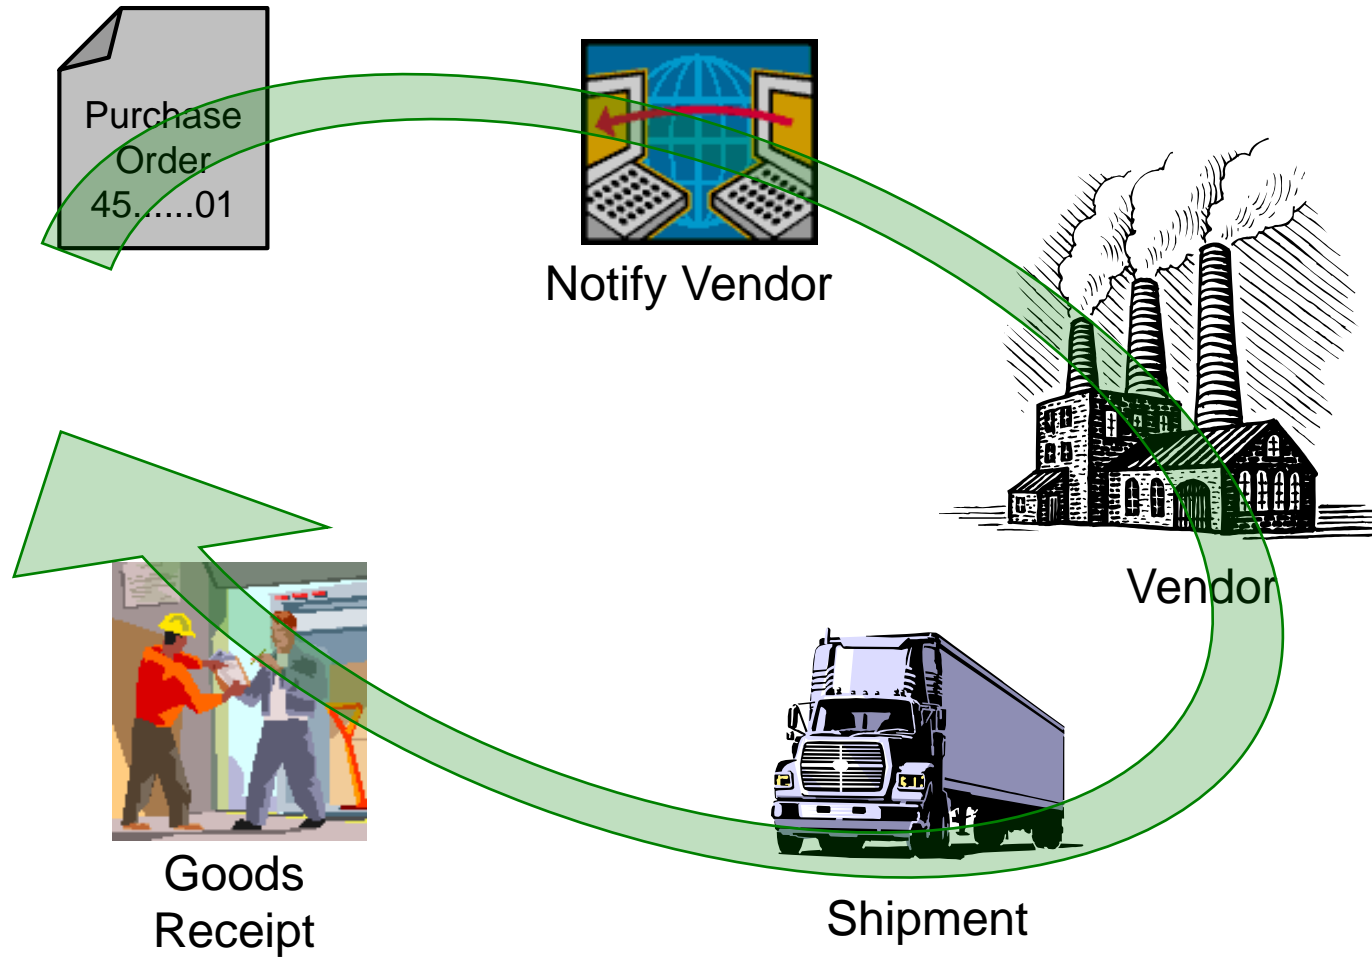 Purchase
Order
45......01
Notify Vendor
Vendor
Shipment
Goods
Receipt